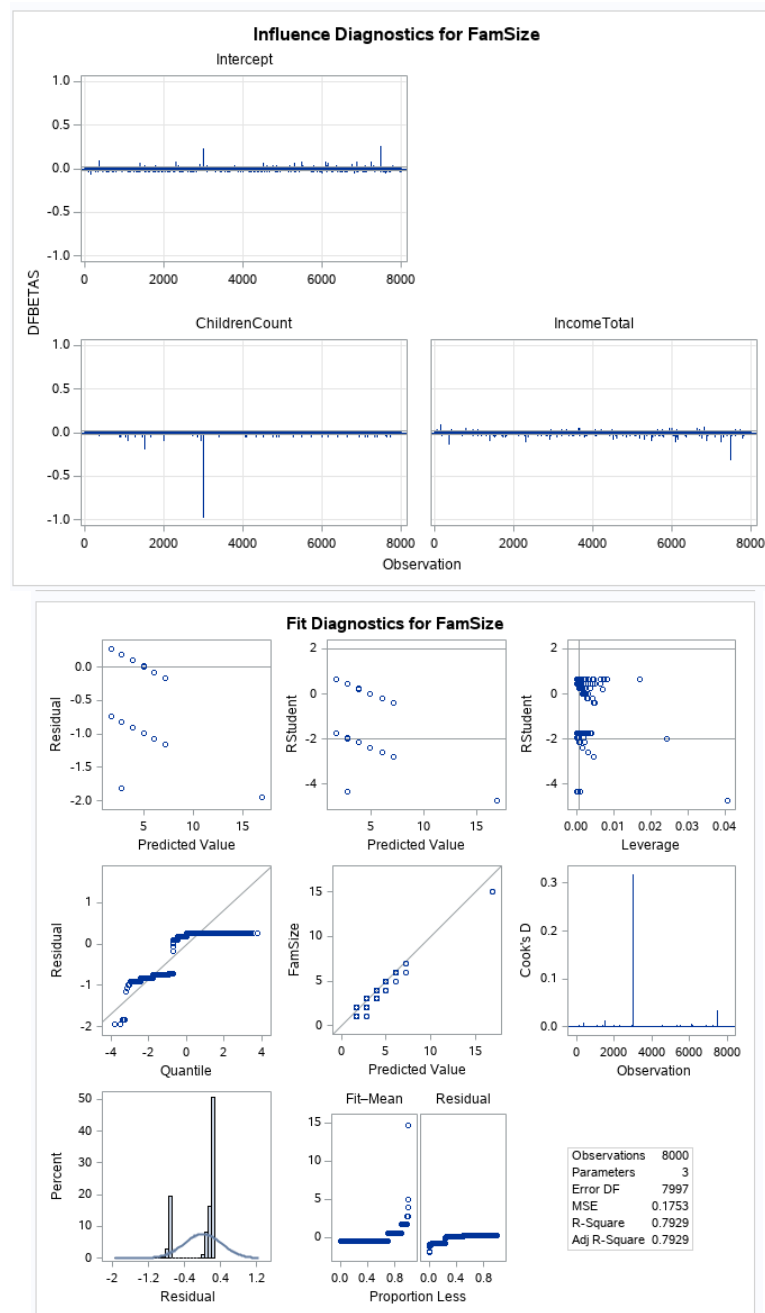 Influence Diagnostics for FamSize
Intercept
1.0
0.5
0.0
-0.5
-1.0
0 2000 4000 6000 8000
DFBETAS
ChildrenCount IncomeTotal
1.0
0.5
0.0
-0.5
-1.0
0 2000 4000 6000 8000 0 2000 4000 6000 8000
Observation
Fit Diagnostics for FamSize
Residual
0.0
-0.5
-1.0
-1.5
-2.0
5 10 15
Predicted Value
RStudent
2
0
-2
-4
5 10 15
Predicted Value
RStudent
2
0
-2
-4
0.00 0.01 0.02 0.03 0.04
Leverage
Residual
1
0
-1
-2
-4 -2 0 2 4
Quantile
FamSize
15
10
5
0
0 5 10 15
Predicted Value
Cook's D
0.3
0.2
0.1
0.0
0 2000 4000 6000 8000
Observation
Percent
50
40
30
20
10
0
-2 -1.2 -0.4 0.4 1.2
Residual
Fit–Mean Residual
15
10
5
0
0.0 0.4 0.8 0.0 0.4 0.8
Proportion Less
Observations 8000
Parameters 3
Error DF 7997
MSE 0.1753
R-Square 0.7929
Adj R-Square 0.7929